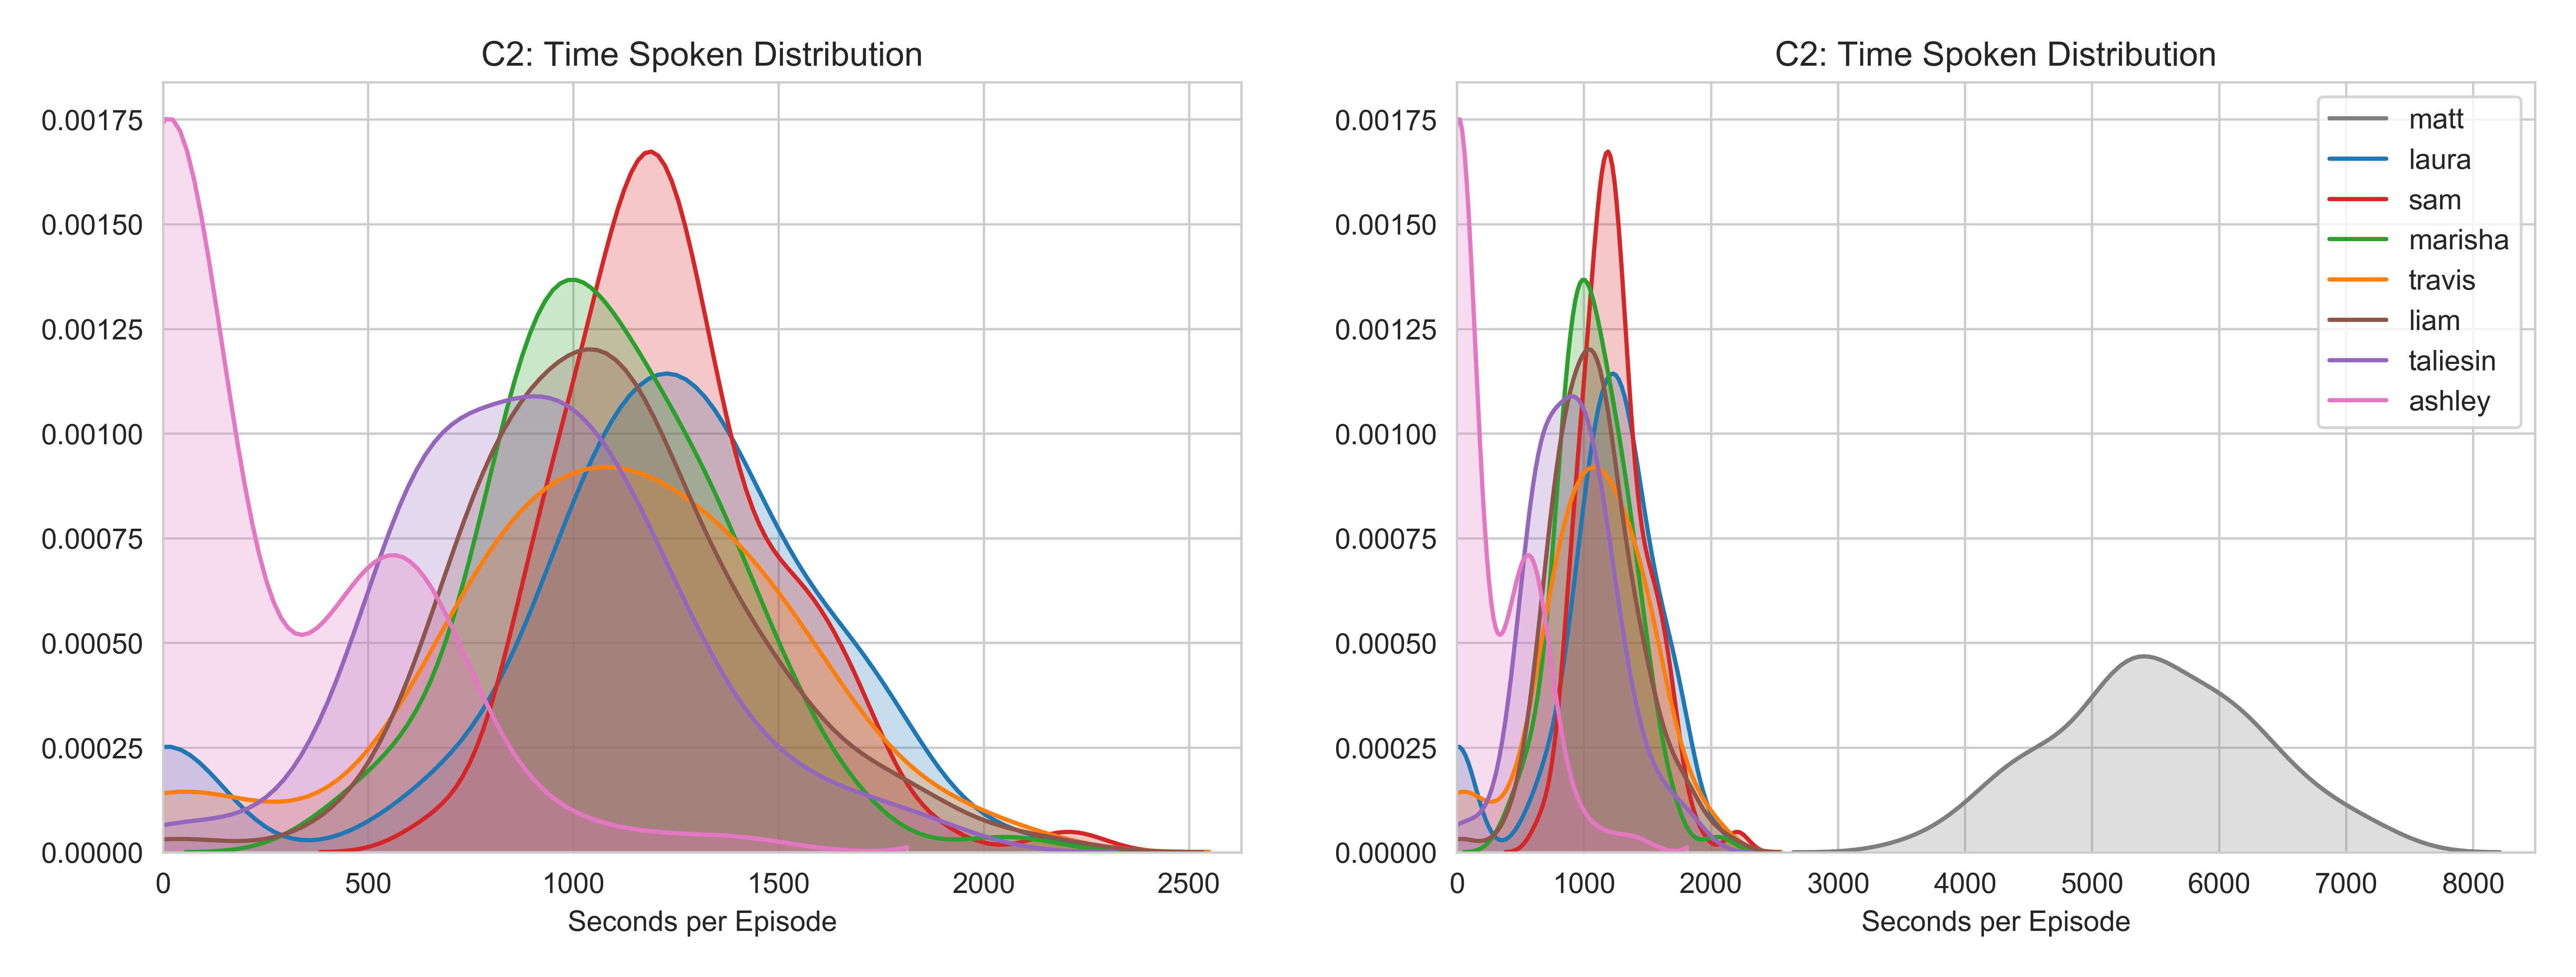 C2: Time Spoken Distribution
0.00175
0.00150
0.00125
0.00100
0.00075
0.00050
0.00025
0.00000
0 500 1000 1500 2000 2500
Seconds per Episode
C2: Time Spoken Distribution
0.00175
0.00150
0.00125
0.00100
0.00075
0.00050
0.00025
0.00000
0 1000 2000 3000 4000 5000 6000 7000 8000
Seconds per Episode
matt
laura
sam
marisha
travis
liam
taliesin
ashley